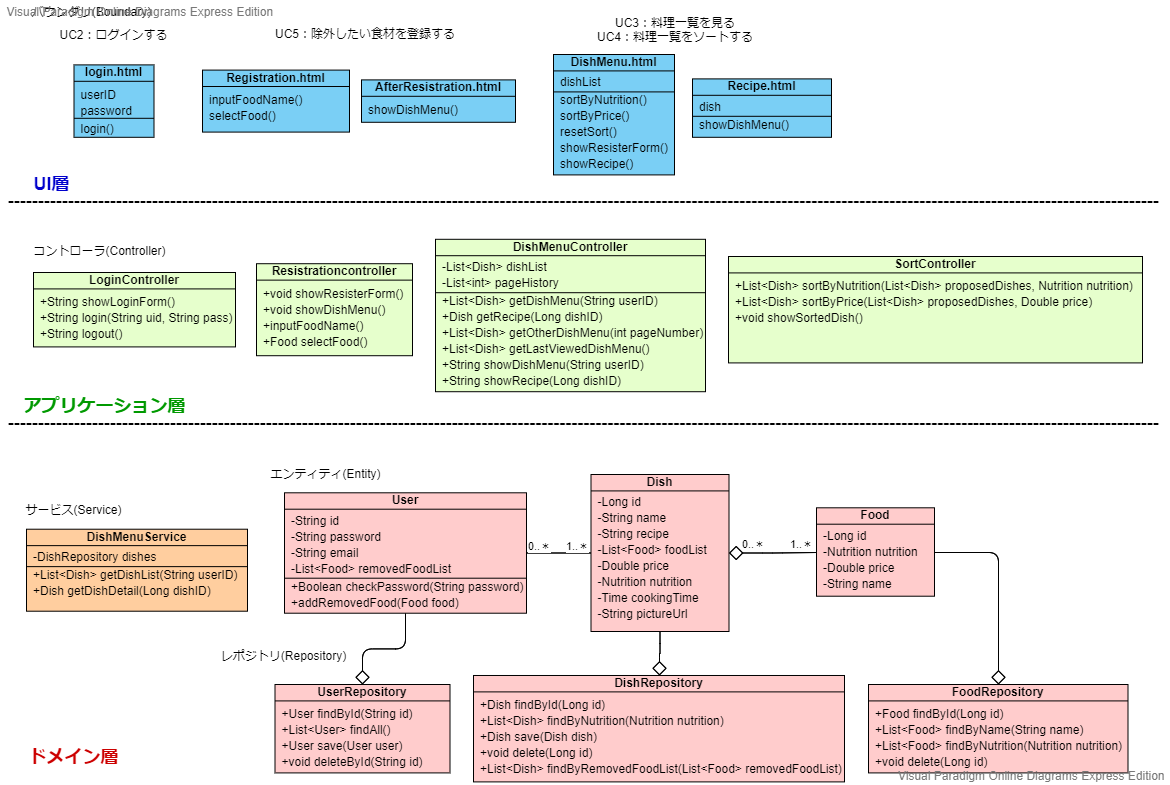 Visual Paradigm Online Diagrams Express Edition
バウンダリ(Boundary)
UC2：ログインする
UC5：除外したい食材を登録する
UC3：料理一覧を見る
UC4：料理一覧をソートする
login.html
userID
password
login()
Registration.html
inputFoodName()
selectFood()
AfterResistration.html
showDishMenu()
DishMenu.html
dishList
sortByNutrition()
sortByPrice()
resetSort()
showResisterForm()
showRecipe()
Recipe.html
dish
showDishMenu()
UI層
コントローラ(Controller)
LoginController
+String showLoginForm()
+String login(String uid, String pass)
+String logout()
Resistrationcontroller
+void showResisterForm()
+void showDishMenu()
+inputFoodName()
+Food selectFood()
DishMenuController
-List<Dish> dishList
-List<int> pageHistory
+List<Dish> getDishMenu(String userID)
+Dish getRecipe(Long dishID)
+List<Dish> getOtherDishMenu(int pageNumber)
+List<Dish> getLastViewedDishMenu()
+String showDishMenu(String userID)
+String showRecipe(Long dishID)
SortController
+List<Dish> sortByNutrition(List<Dish> proposedDishes, Nutrition nutrition)
+List<Dish> sortByPrice(List<Dish> proposedDishes, Double price)
+void showSortedDish()
アプリケーション層
エンティティ(Entity)
サービス(Service)
DishMenuService
-DishRepository dishes
+List<Dish> getDishList(String userID)
+Dish getDishDetail(Long dishID)
User
-String id
-String password
-String email
-List<Food> removedFoodList
+Boolean checkPassword(String password)
+addRemovedFood(Food food)
0..*
1..*
Dish
-Long id
-String name
-String recipe
-List<Food> foodList
-Double price
-Nutrition nutrition
-Time cookingTime
-String pictureUrl
0..*
1..*
Food
-Long id
-Nutrition nutrition
-Double price
-String name
レポジトリ(Repository)
UserRepository
+User findById(String id)
+List<User> findAll()
+User save(User user)
+void deleteById(String id)
DishRepository
+Dish findById(Long id)
+List<Dish> findByNutrition(Nutrition nutrition)
+Dish save(Dish dish)
+void delete(Long id)
+List<Dish> findByRemovedFoodList(List<Food> removedFoodList)
FoodRepository
+Food findById(Long id)
+List<Food> findByName(String name)
+List<Food> findByNutrition(Nutrition nutrition)
+void delete(Long id)
ドメイン層
Visual Paradigm Online Diagrams Express Edition